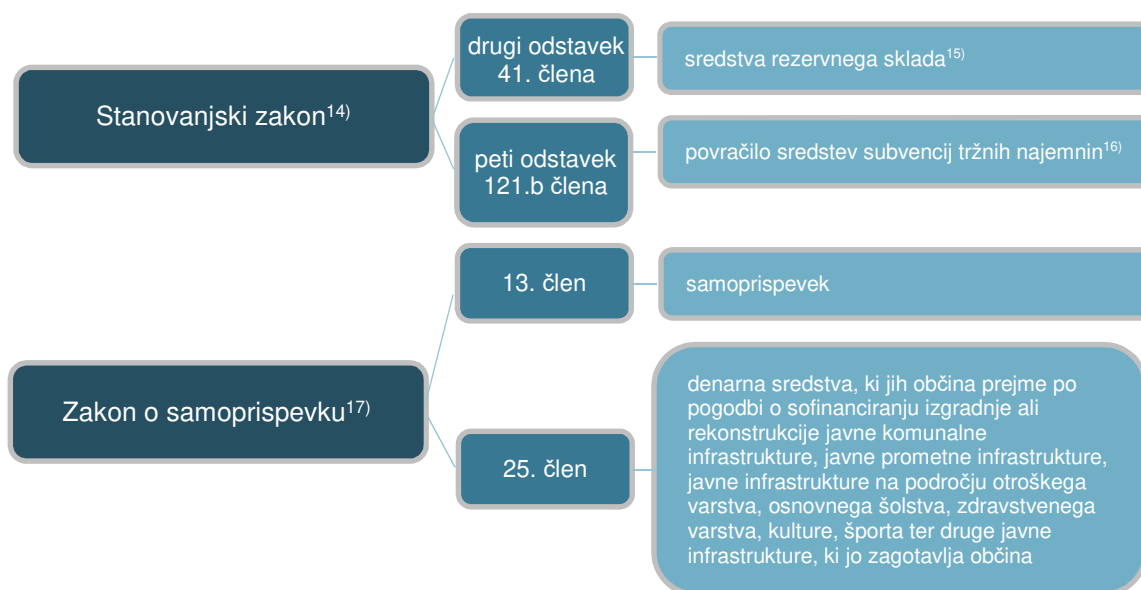 Stanovanjski zakon¹⁴⁾
drugi odstavek
41. člena
sredstva rezervnega sklada¹⁵⁾
peti odstavek
121.b člena
povračilo sredstev subvencij tržnih najemnin¹⁶⁾
Zakon o samoprispevku¹⁷⁾
13. člen
samoprispevek
25. člen
denarna sredstva, ki jih občina prejme po
pogodbi o sofinanciranju izgradnje ali
rekonstrukcije javne komunalne
infrastrukture, javne prometne infrastrukture,
javne infrastrukture na področju otroškega
varstva, osnovnega šolstva, zdravstvenega
varstva, kulture, športa ter druge javne
infrastrukture, ki jo zagotavlja občina